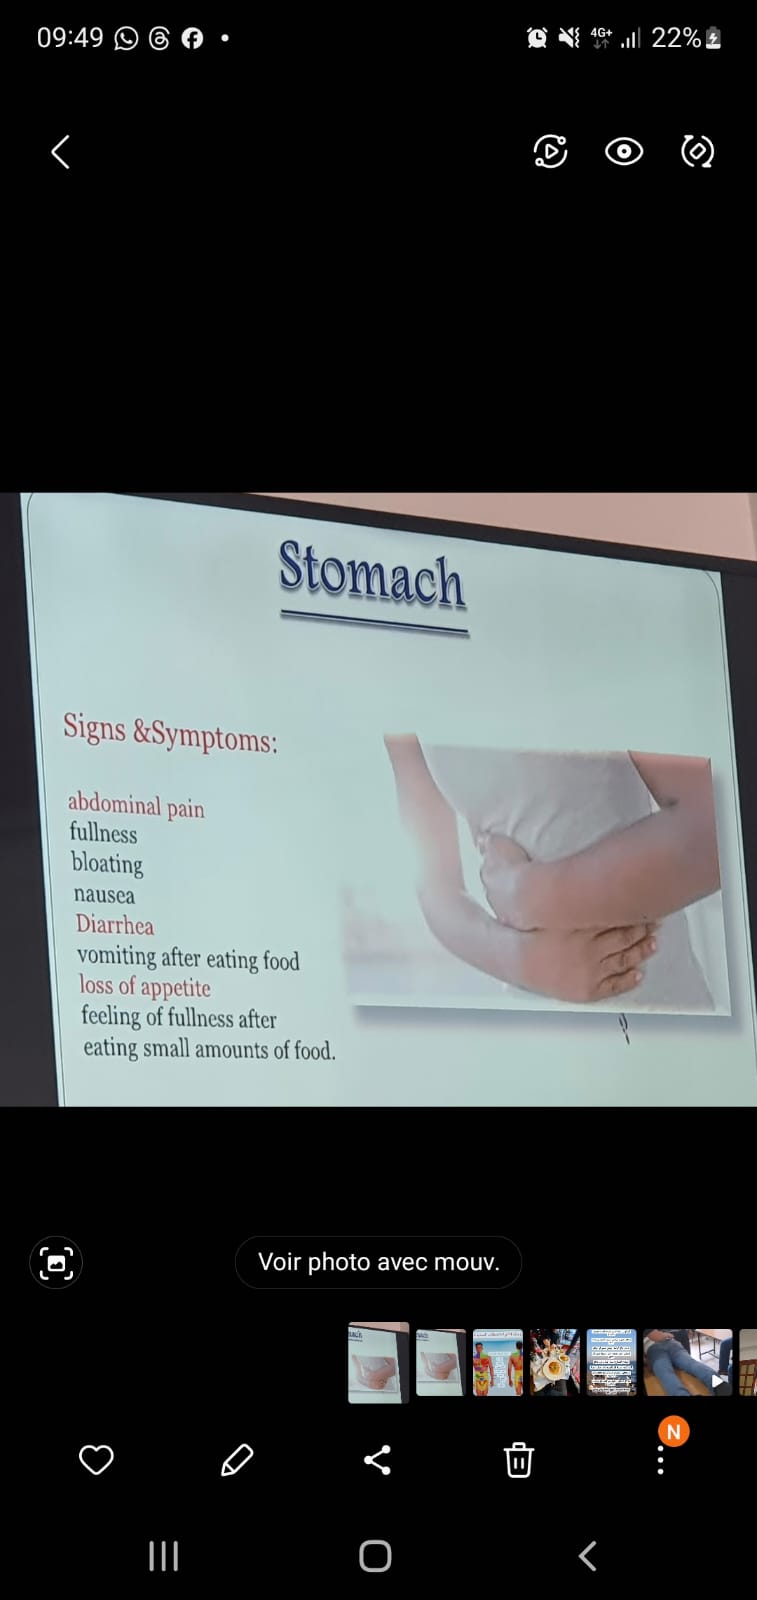 09:49
4G+
22%
Stomach
Signs &Symptoms:
abdominal pain
fullness
bloating
nausea
Diarrhea
vomiting after eating food
loss of appetite
feeling of fullness after
eating small amounts of food.
Voir photo avec mouv.
N